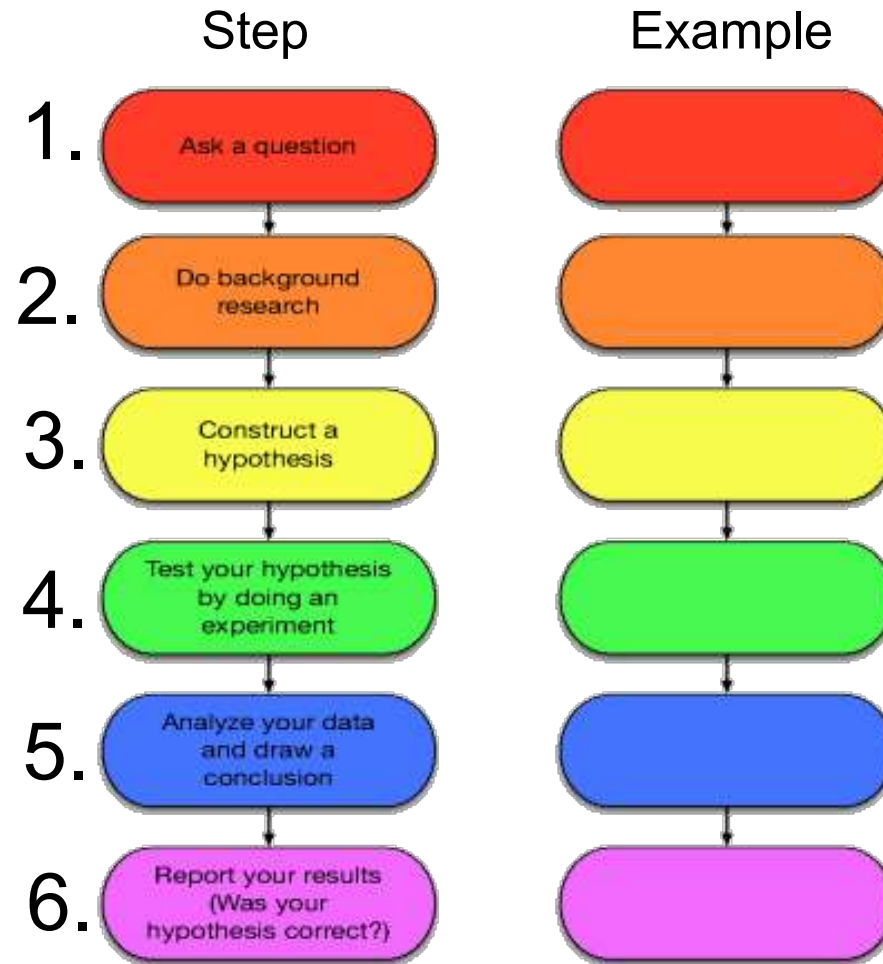 Step Example
1. Ask a question
2. Do background
research
3. Construct a
hypothesis
4. Test your hypothesis
by doing an
experiment
5. Analyze your data
and draw a
conclusion
6. Report your results
(Was your
hypothesis correct?)